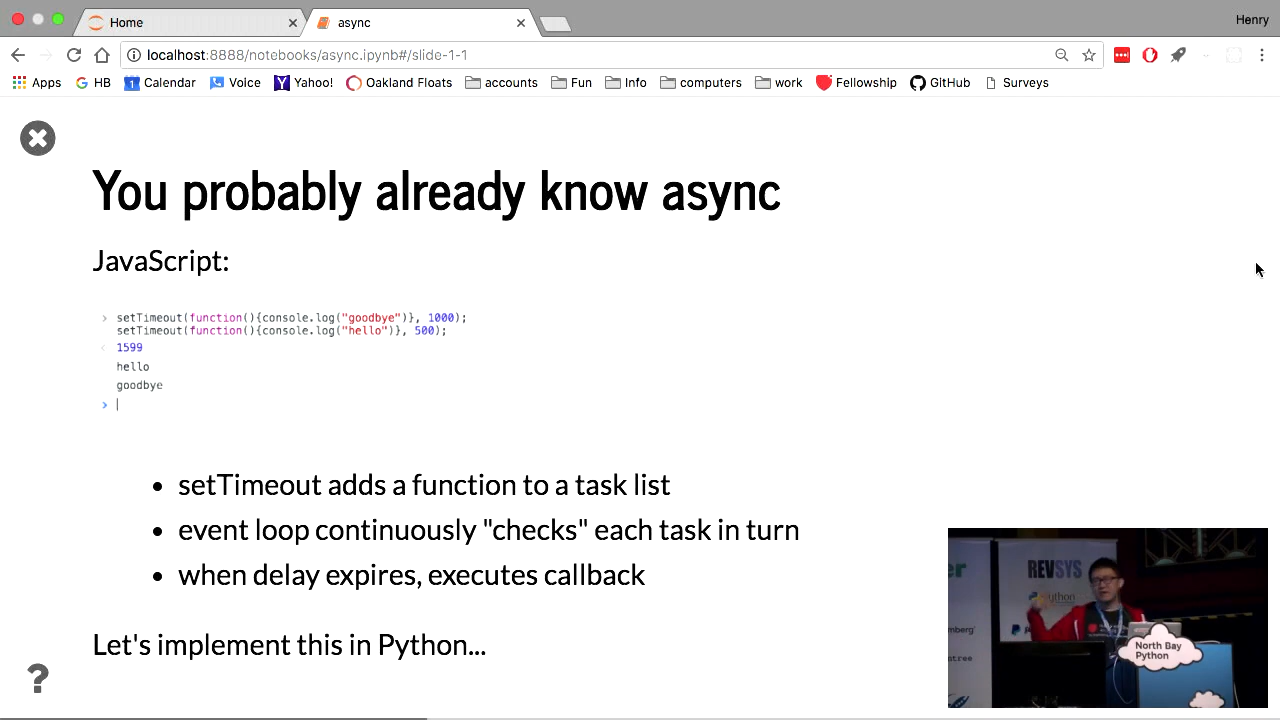 Home
async
Henry
localhost:8888/notebooks/async.ipynb#/slide-1-1
Apps
G HB
1 Calendar
Voice
Yahoo!
Oakland Floats
accounts
Fun
Info
computers
work
Fellowship
GitHub
Surveys
You probably already know async
JavaScript:
> setTimeout(function(){console.log("goodbye")}, 1000);
setTimeout(function(){console.log("hello")}, 500);
< 1599
hello
goodbye
>
• setTimeout adds a function to a task list
• event loop continuously "checks" each task in turn
• when delay expires, executes callback
Let's implement this in Python...
?
REVSYS
python
North Bay
Python